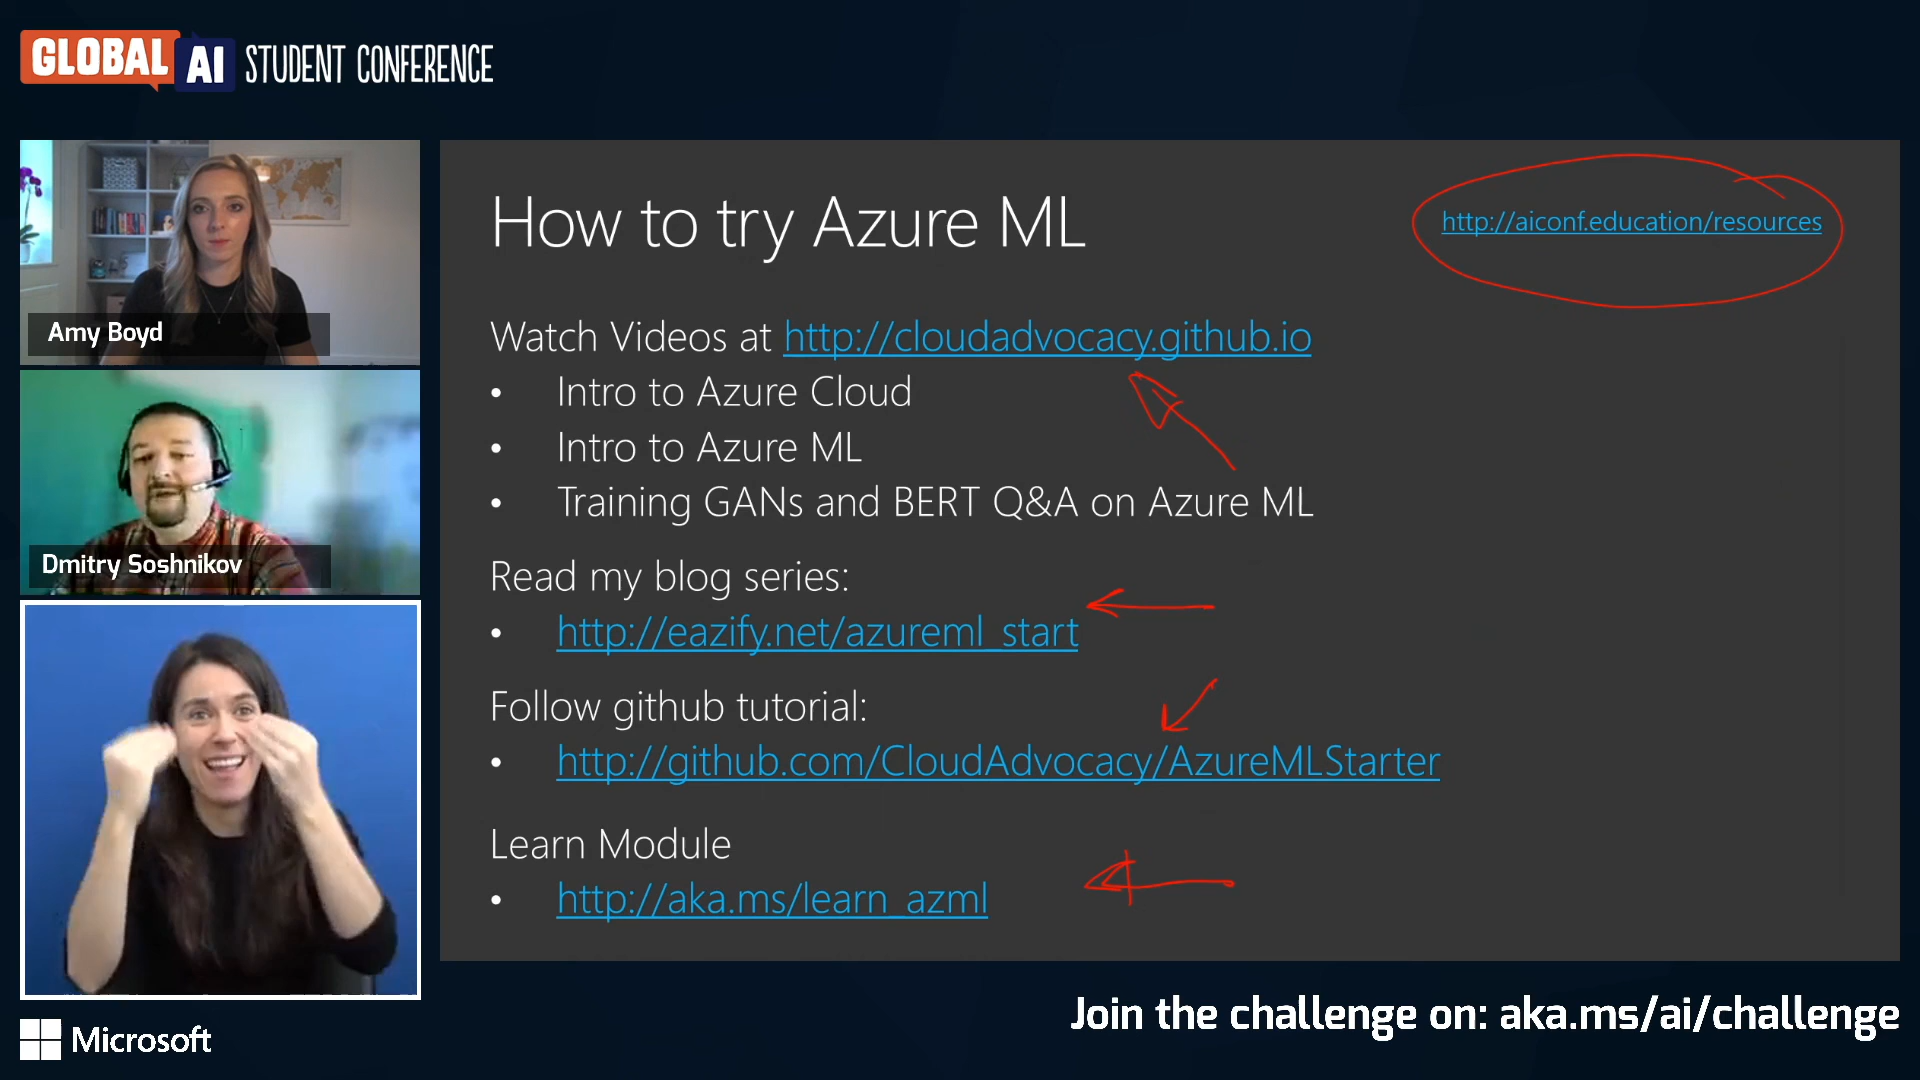 GLOBAL AI STUDENT CONFERENCE
Amy Boyd
Dmitry Soshnikov
How to try Azure ML
http://aiconf.education/resources
Watch Videos at http://cloudadvocacy.github.io
• Intro to Azure Cloud
• Intro to Azure ML
• Training GANs and BERT Q&A on Azure ML
Read my blog series:
• http://eazify.net/azureml_start
Follow github tutorial:
• http://github.com/CloudAdvocacy/AzureMLStarter
Learn Module
• http://aka.ms/learn_azml
Microsoft
Join the challenge on: aka.ms/ai/challenge